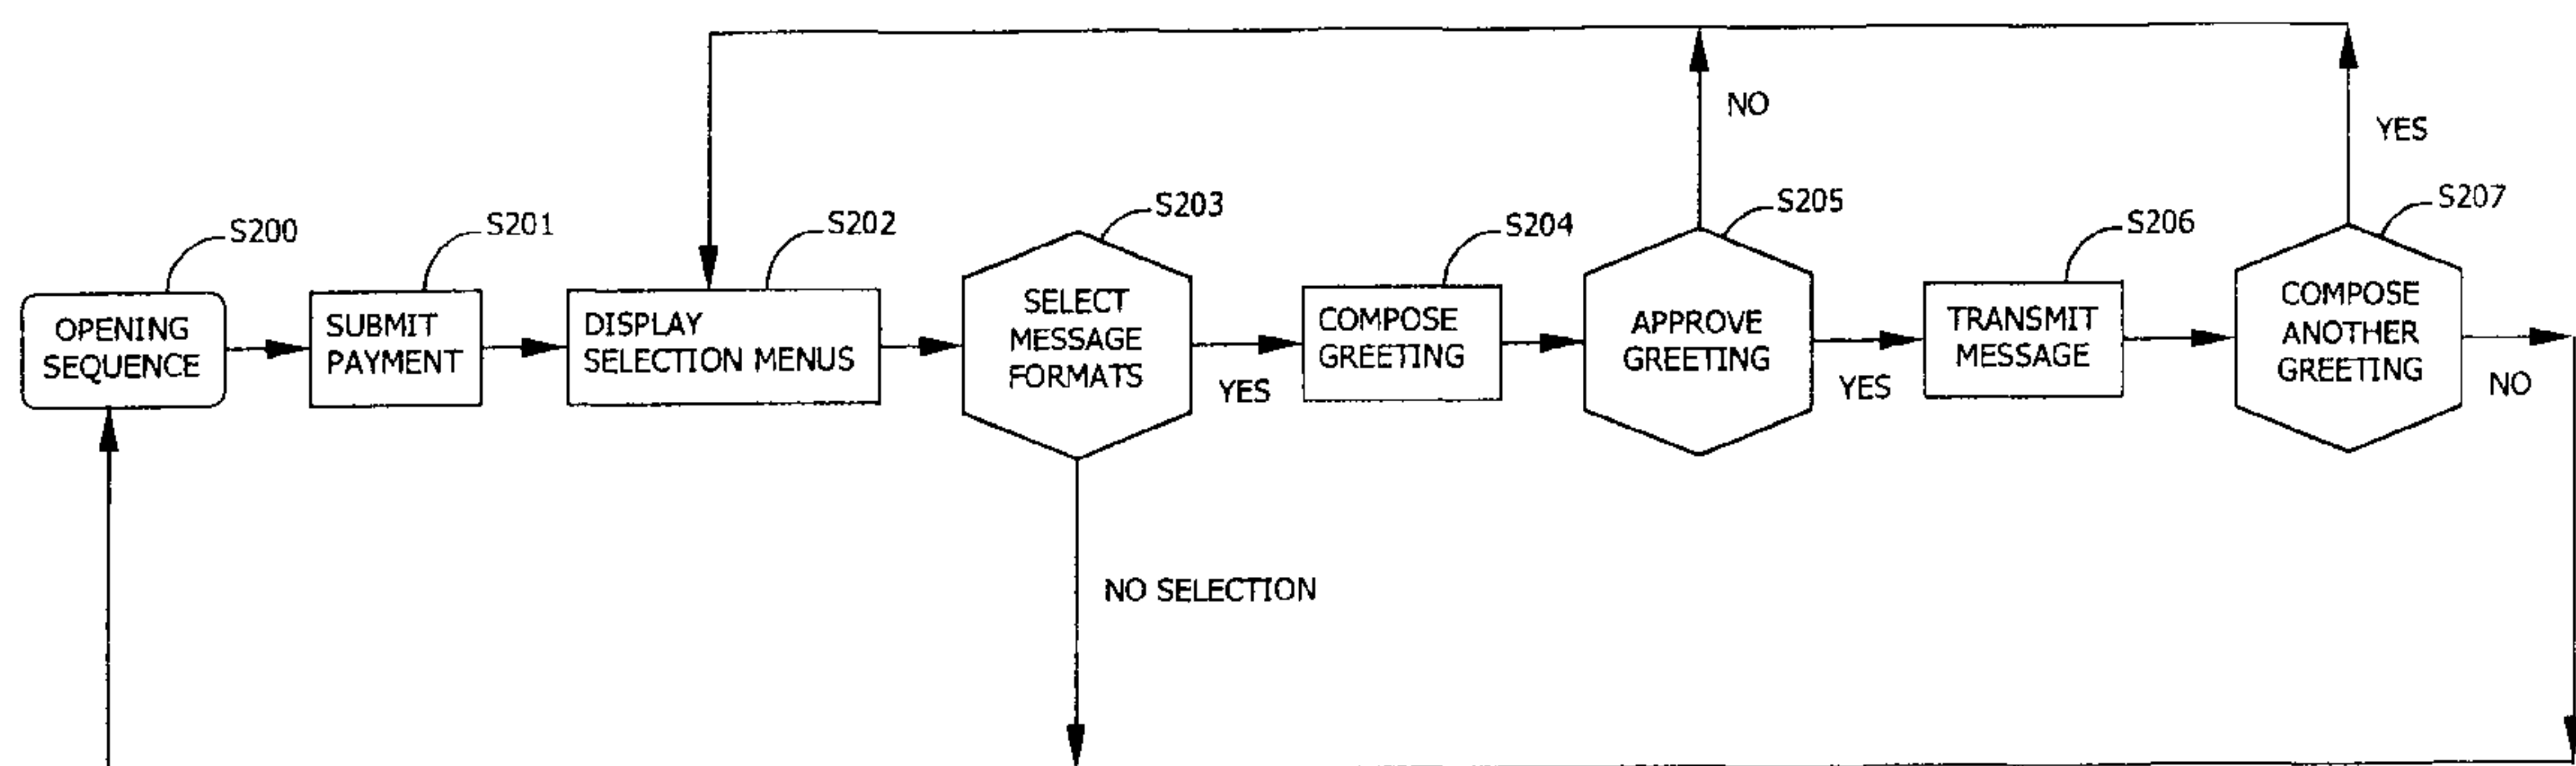 S200
OPENING
SEQUENCE
S201
SUBMIT
PAYMENT
S202
DISPLAY
SELECTION MENUS
S203
SELECT
MESSAGE
FORMATS
YES
NO SELECTION
S204
COMPOSE
GREETING
S205
APPROVE
GREETING
NO
YES
S206
TRANSMIT
MESSAGE
S207
COMPOSE
ANOTHER
GREETING
YES
NO